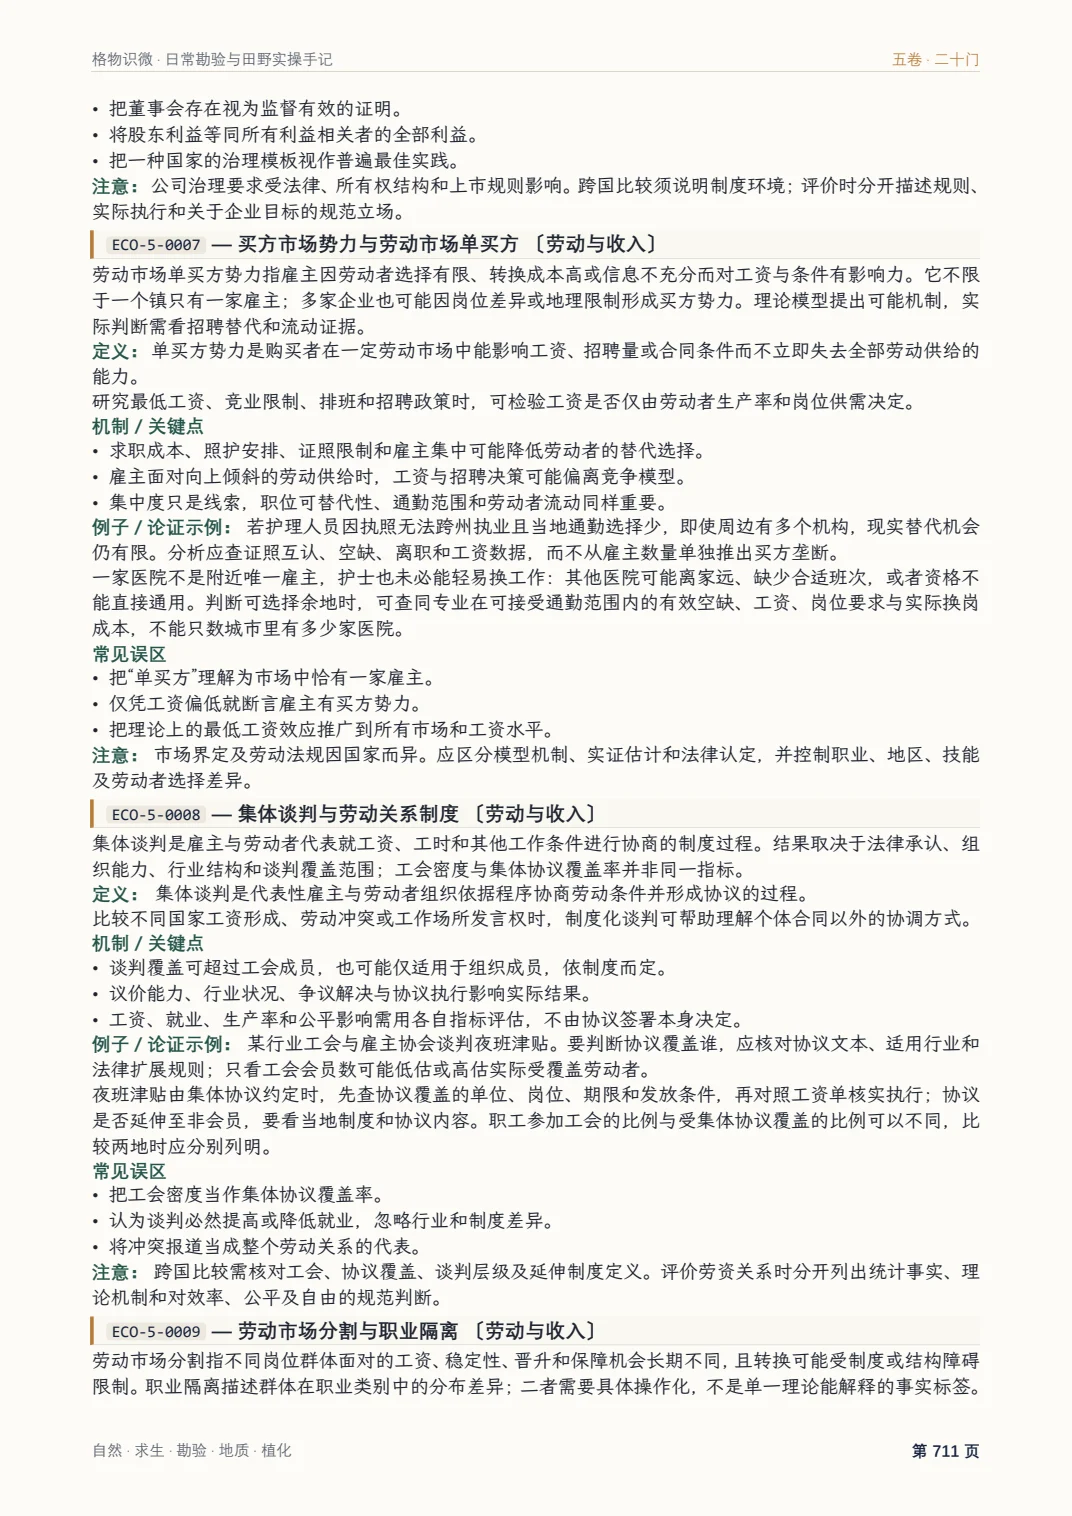 格物识微 · 日常勘验与田野实操手记
五卷 · 二十门
• 把董事会存在视为监督有效的证明。
• 将股东利益等同所有利益相关者的全部利益。
• 把一种国家的治理模板视作普遍最佳实践。
注意：公司治理要求受法律、所有权结构和上市规则影响。跨国比较须说明制度环境；评价时分开描述规则、
实际执行和关于企业目标的规范立场。
ECO-5-0007 — 买方市场势力与劳动市场单买方 〔劳动与收入〕
劳动市场单买方势力指雇主因劳动者选择有限、转换成本高或信息不充分而对工资与条件有影响力。它不限
于一个镇只有一家雇主；多家企业也可能因岗位差异或地理限制形成买方势力。理论模型提出可能机制，实
际判断需看招聘替代和流动证据。
定义：单买方势力是购买者在一定劳动市场中能影响工资、招聘量或合同条件而不立即失去全部劳动供给的
能力。
研究最低工资、竞业限制、排班和招聘政策时，可检验工资是否仅由劳动者生产率和岗位供需决定。
机制 / 关键点
• 求职成本、照护安排、证照限制和雇主集中可能降低劳动者的替代选择。
• 雇主面对向上倾斜的劳动供给时，工资与招聘决策可能偏离竞争模型。
• 集中度只是线索，职位可替代性、通勤范围和劳动者流动同样重要。
例子 / 论证示例：若护理人员因执照无法跨州执业且当地通勤选择少，即使周边有多个机构，现实替代机会
仍有限。分析应查证照互认、空缺、离职和工资数据，而不从雇主数量单独推出买方垄断。
一家医院不是附近唯一雇主，护士也未必能轻易换工作：其他医院可能离家远、缺少合适班次，或者资格不
能直接通用。判断可选择余地时，可查同专业在可接受通勤范围内的有效空缺、工资、岗位要求与实际换岗
成本，不能只数城市里有多少家医院。
常见误区
• 把“单买方”理解为市场中恰有一家雇主。
• 仅凭工资偏低就断言雇主有买方势力。
• 把理论上的最低工资效应推广到所有市场和工资水平。
注意：市场界定及劳动法规因国家而异。应区分模型机制、实证估计和法律认定，并控制职业、地区、技能
及劳动者选择差异。
ECO-5-0008 — 集体谈判与劳动关系制度 〔劳动与收入〕
集体谈判是雇主与劳动者代表就工资、工时和其他工作条件进行协商的制度过程。结果取决于法律承认、组
织能力、行业结构和谈判覆盖范围；工会密度与集体协议覆盖率并非同一指标。
定义：集体谈判是代表性雇主与劳动者组织依据程序协商劳动条件并形成协议的过程。
比较不同国家工资形成、劳动冲突或工作场所发言权时，制度化谈判可帮助理解个体合同以外的协调方式。
机制 / 关键点
• 谈判覆盖可超过工会成员，也可能仅适用于组织成员，依制度而定。
• 议价能力、行业状况、争议解决与协议执行影响实际结果。
• 工资、就业、生产率和公平影响需用各自指标评估，不由协议签署本身决定。
例子 / 论证示例：某行业工会与雇主协会谈判夜班津贴。要判断协议覆盖谁，应核对协议文本、适用行业和
法律扩展规则；只看工会会员数可能低估或高估实际受覆盖劳动者。
夜班津贴由集体协议约定时，先查协议覆盖的单位、岗位、期限和发放条件，再对照工资单核实执行；协议
是否延伸至非会员，要看当地制度和协议内容。职工参加工会的比例与受集体协议覆盖的比例可以不同，比
较两地时应分别列明。
常见误区
• 把工会密度当作集体协议覆盖率。
• 认为谈判必然提高或降低就业，忽略行业和制度差异。
• 将冲突报道当成整个劳动关系的代表。
注意：跨国比较需核对工会、协议覆盖、谈判层级及延伸制度定义。评价劳资关系时分开列出统计事实、理
论机制和对效率、公平及自由的规范判断。
ECO-5-0009 — 劳动市场分割与职业隔离 〔劳动与收入〕
劳动市场分割指不同岗位群体面对的工资、稳定性、晋升和保障机会长期不同，且转换可能受制度或结构障碍
限制。职业隔离描述群体在职业类别中的分布差异；二者需要具体操作化，不是单一理论能解释的事实标签。
自然 · 求生 · 勘验 · 地质 · 植化
第 711 页